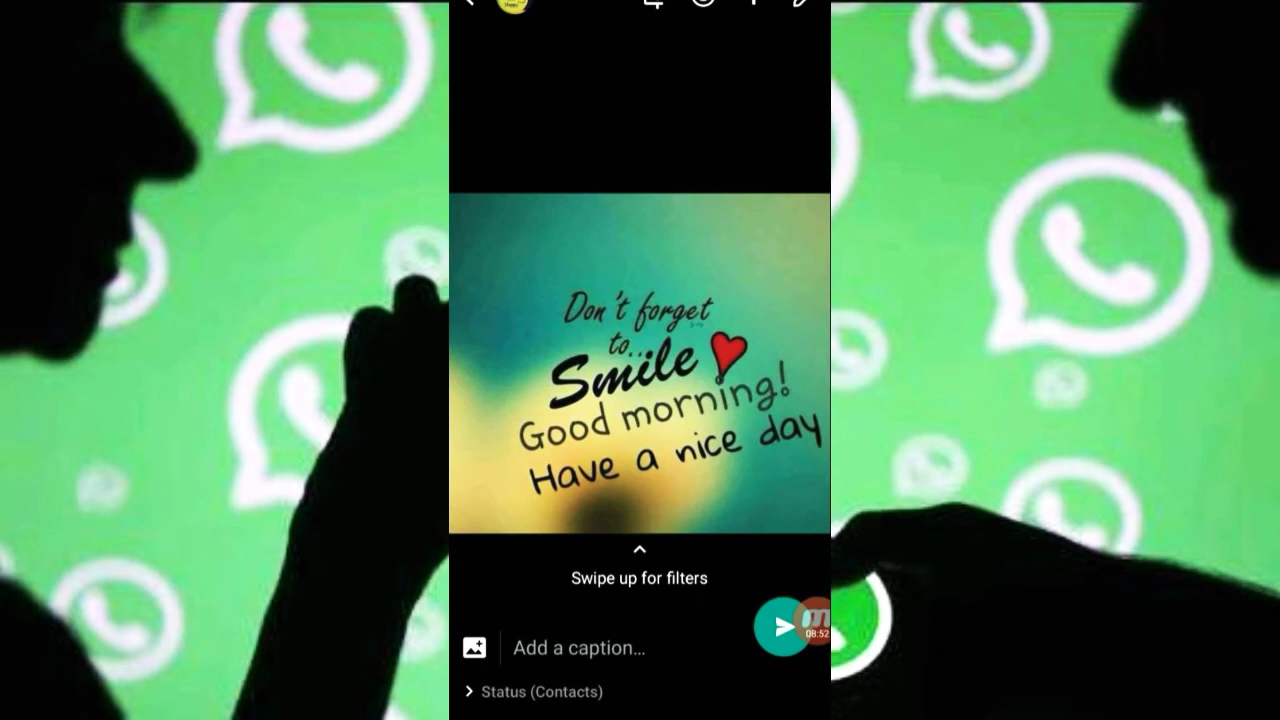 Don't forget
to...
Smile
Good morning!
Have a nice day
Swipe up for filters
Add a caption...
08:52
Status (Contacts)